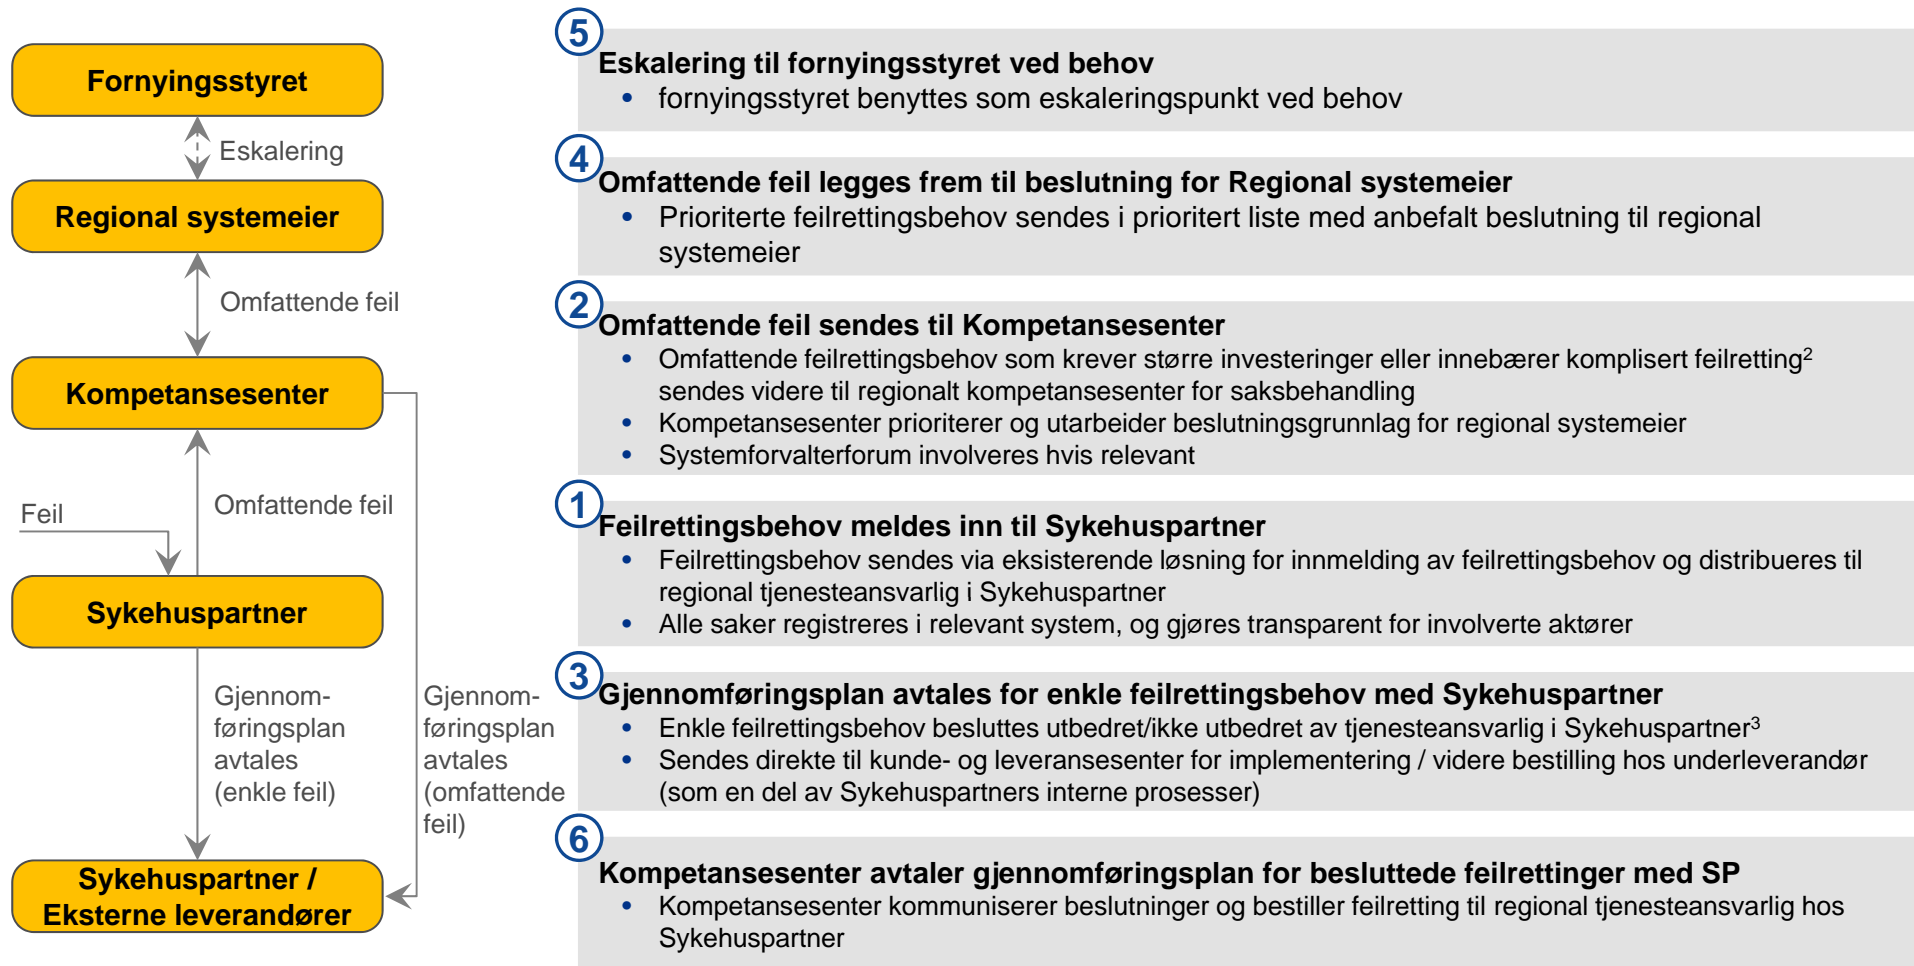 Fornyingsstyret
Eskalering
Regional systemeier
Omfattende feil
Kompetansesenter
Omfattende feil
Feil
Sykehuspartner
Gjennom-
føringsplan
avtales
(enkle feil)
Gjennom-
føringsplan
avtales
(omfattende
feil)
Sykehuspartner /
Eksterne leverandører
5
Eskalering til fornyingsstyret ved behov
• fornyingsstyret benyttes som eskaleringspunkt ved behov
4
Omfattende feil legges frem til beslutning for Regional systemeier
• Prioriterte feilrettingsbehov sendes i prioritert liste med anbefalt beslutning til regional
systemeier
2
Omfattende feil sendes til Kompetansesenter
• Omfattende feilrettingsbehov som krever større investeringer eller innebærer komplisert feilretting²
sendes videre til regionalt kompetansesenter for saksbehandling
• Kompetansesenter prioriterer og utarbeider beslutningsgrunnlag for regional systemeier
• Systemforvalterforum involveres hvis relevant
1
Feilrettingsbehov meldes inn til Sykehuspartner
• Feilrettingsbehov sendes via eksisterende løsning for innmelding av feilrettingsbehov og distribueres til
regional tjenesteansvarlig i Sykehuspartner
• Alle saker registreres i relevant system, og gjøres transparent for involverte aktører
3
Gjennomføringsplan avtales for enkle feilrettingsbehov med Sykehuspartner
• Enkle feilrettingsbehov besluttes utbedret/ikke utbedret av tjenesteansvarlig i Sykehuspartner³
• Sendes direkte til kunde- og leveransesenter for implementering / videre bestilling hos underleverandør
(som en del av Sykehuspartners interne prosesser)
6
Kompetansesenter avtaler gjennomføringsplan for besluttede feilrettinger med SP
• Kompetansesenter kommuniserer beslutninger og bestiller feilretting til regional tjenesteansvarlig hos
Sykehuspartner